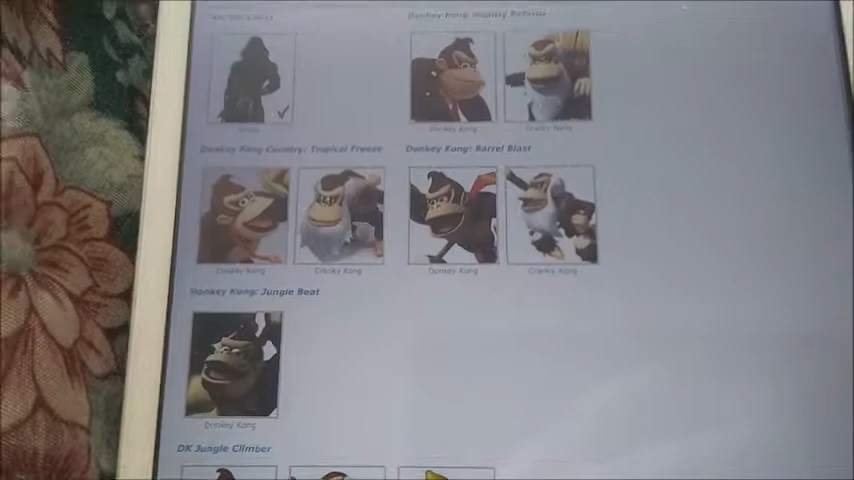 Donkey Kong Country Returns
Donkey Kong
Cranky Kong
Donkey Kong Country: Tropical Freeze
Donkey Kong: Barrel Blast
Donkey Kong
Cranky Kong
Donkey Kong
Cranky Kong
Donkey Kong: Jungle Beat
Donkey Kong
DK Jungle Climber